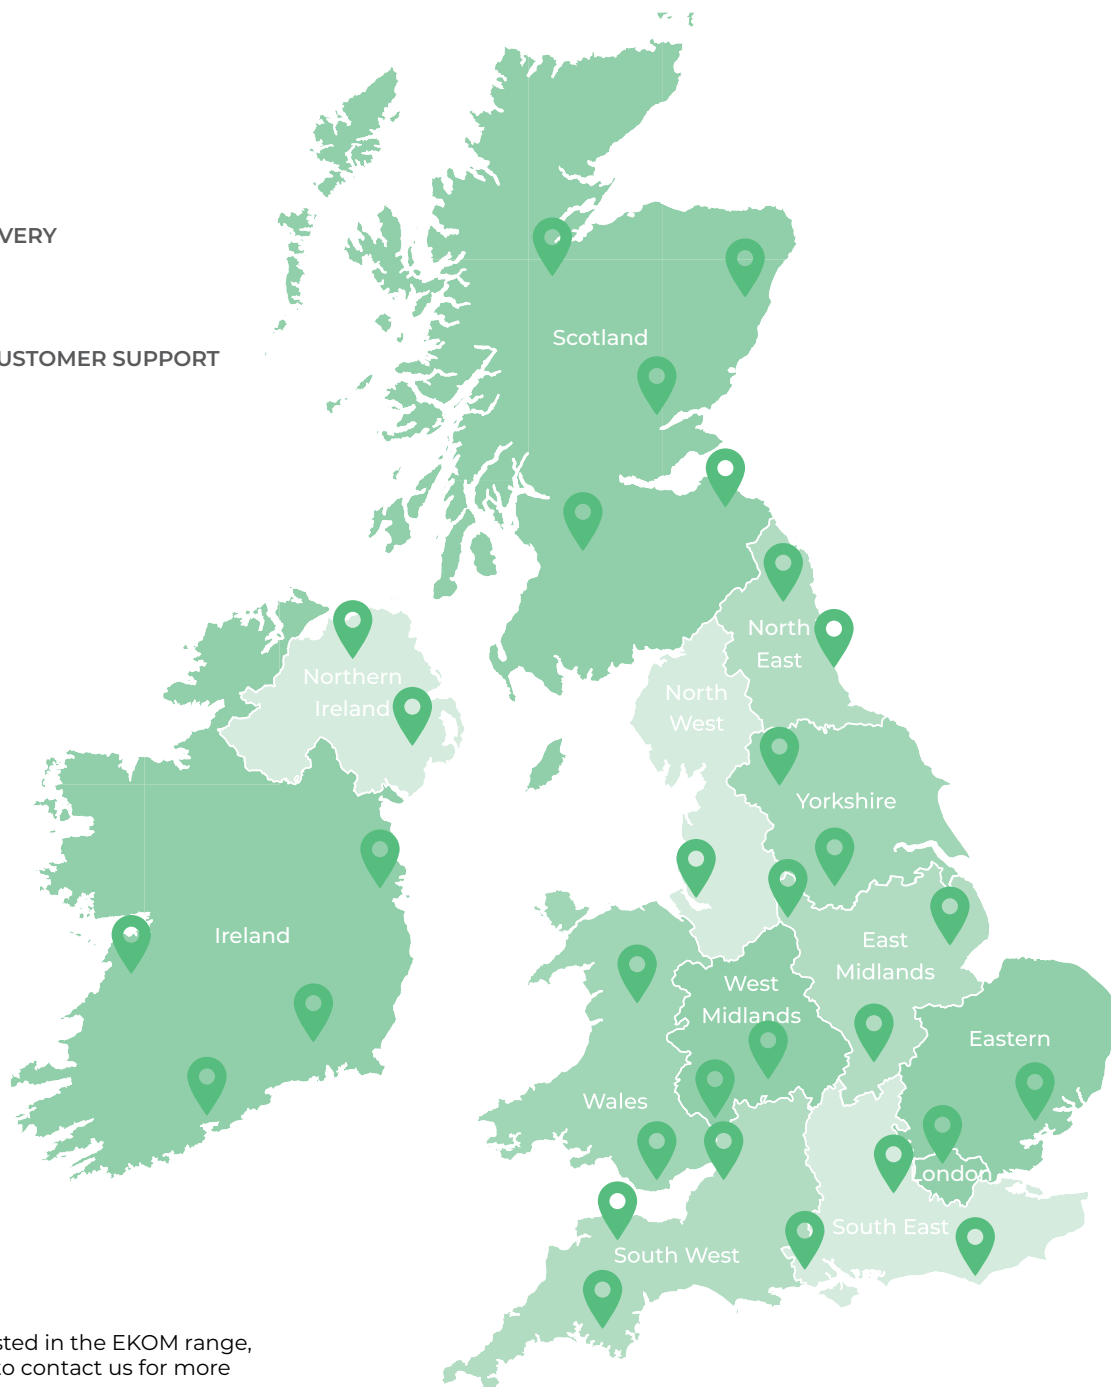 VERY
USTOMER SUPPORT
Scotland
North
East
Northern
Ireland
North
West
Yorkshire
Ireland
East
Midlands
West
Midlands
Eastern
Wales
London
South East
South West
sted in the EKOM range,
to contact us for more